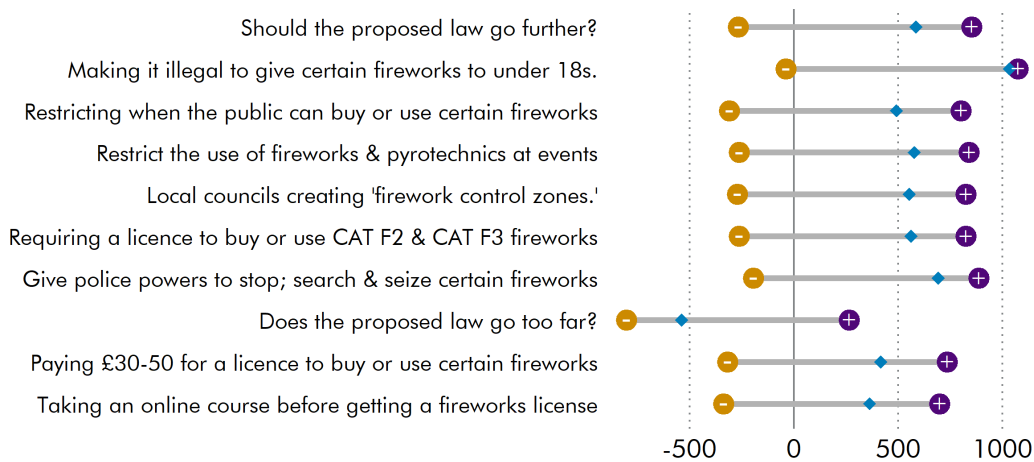 Should the proposed law go further?
Making it illegal to give certain fireworks to under 18s.
Restricting when the public can buy or use certain fireworks
Restrict the use of fireworks & pyrotechnics at events
Local councils creating 'firework control zones.'
Requiring a licence to buy or use CAT F2 & CAT F3 fireworks
Give police powers to stop; search & seize certain fireworks
Does the proposed law go too far?
Paying £30-50 for a licence to buy or use certain fireworks
Taking an online course before getting a fireworks license
-500 0 500 1000